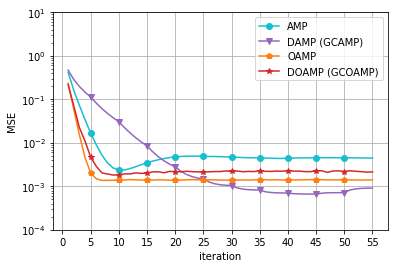 10¹
10⁰
10⁻¹
10⁻²
10⁻³
10⁻⁴
MSE
AMP
DAMP (GCAMP)
OAMP
DOAMP (GCOAMP)
0 5 10 15 20 25 30 35 40 45 50 55
iteration